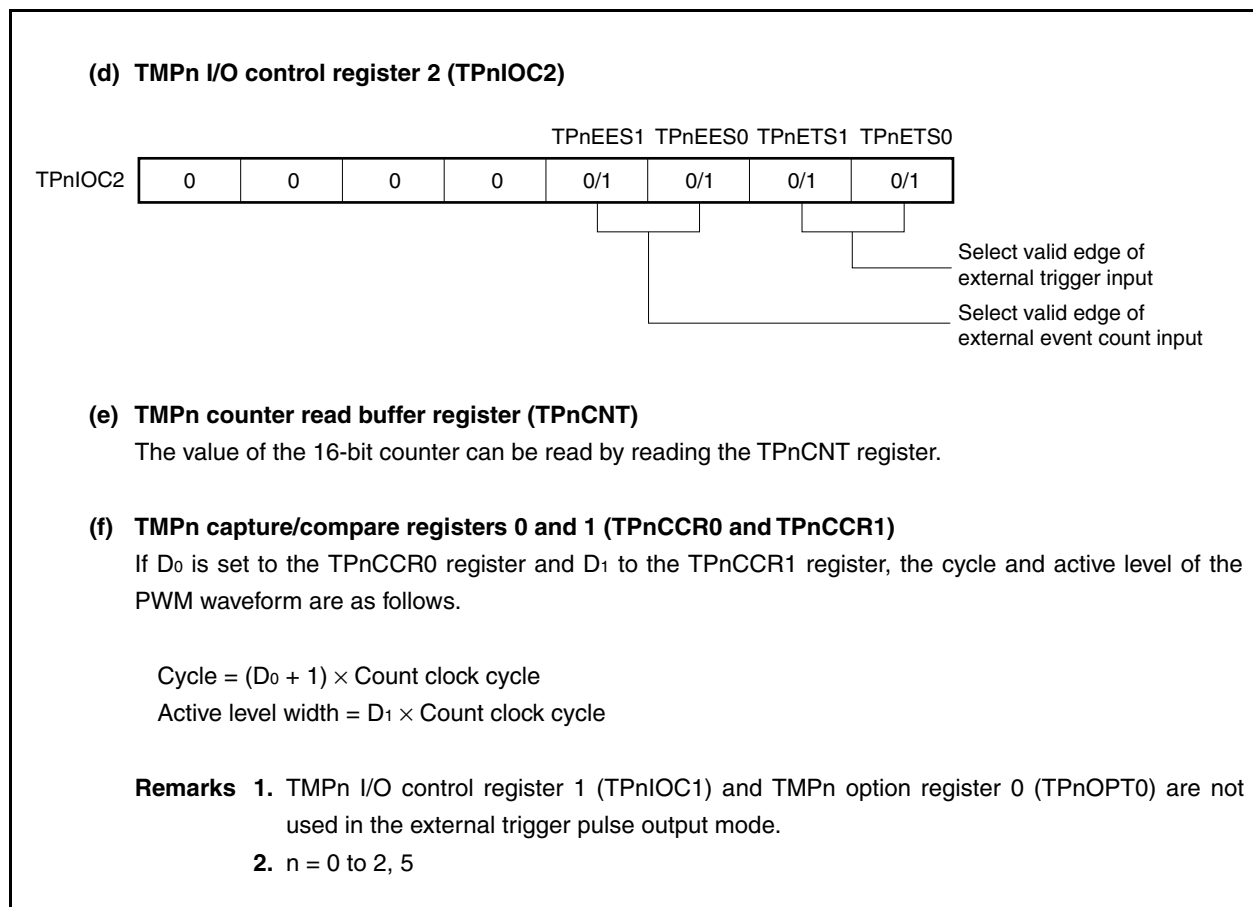 (d) TMPn I/O control register 2 (TPnIOC2)
TPnEES1 TPnEES0 TPnETS1 TPnETS0
TPnIOC2 0 0 0 0 0/1 0/1 0/1 0/1
Select valid edge of
external trigger input
Select valid edge of
external event count input
(e) TMPn counter read buffer register (TPnCNT)
The value of the 16-bit counter can be read by reading the TPnCNT register.
(f) TMPn capture/compare registers 0 and 1 (TPnCCR0 and TPnCCR1)
If D0 is set to the TPnCCR0 register and D1 to the TPnCCR1 register, the cycle and active level of the
PWM waveform are as follows.
Cycle = (D0 + 1) × Count clock cycle
Active level width = D1 × Count clock cycle
Remarks 1. TMPn I/O control register 1 (TPnIOC1) and TMPn option register 0 (TPnOPT0) are not
used in the external trigger pulse output mode.
2. n = 0 to 2, 5